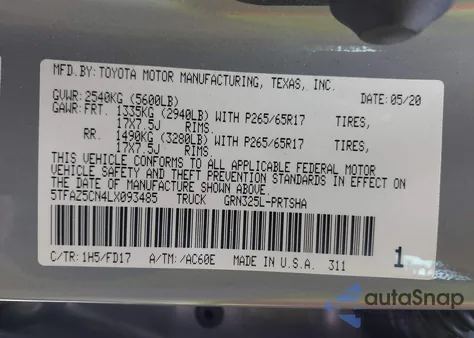 MFD.BY: TOYOTA MOTOR MANUFACTURING, TEXAS, INC.
GVWR: 2540KG (5600LB) DATE: 05/20
GAWR: FRT. 1335KG (2940LB) WITH P265/65R17 TIRES,
17X7.5J RIMS.
RR. 1490KG (3280LB) WITH P265/65R17 TIRES,
17X7.5J RIMS.
THIS VEHICLE CONFORMS TO ALL APPLICABLE FEDERAL MOTOR
VEHICLE SAFETY AND THEFT PREVENTION STANDARDS IN EFFECT ON
THE DATE OF MANUFACTURE SHOWN ABOVE.
5TFAZ5CN4LX093485 TRUCK GRN325L-PRTSHA
C/TR: 1H5/FD17 A/TM: /AC60E MADE IN U.S.A. 311 1
autoSnap